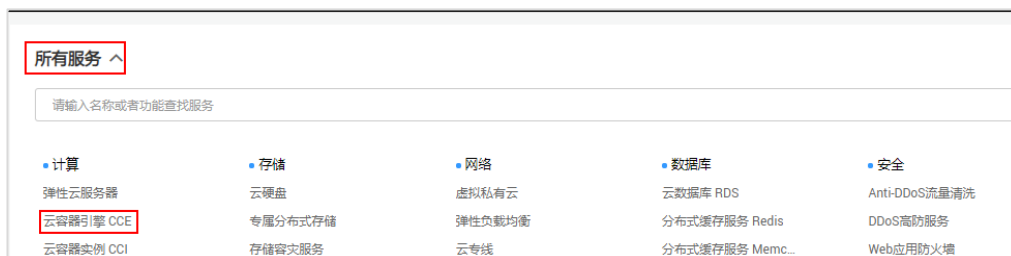 所有服务
请输入名称或者功能查找服务
计算 存储 网络 数据库 安全
弹性云服务器 云硬盘 虚拟私有云 云数据库 RDS Anti-DDoS流量清洗
云容器引擎 CCE 专属分布式存储 弹性负载均衡 分布式缓存服务 Redis DDoS高防服务
云容器实例 CCI 存储容灾服务 云专线 分布式缓存服务 Memc... Web应用防火墙